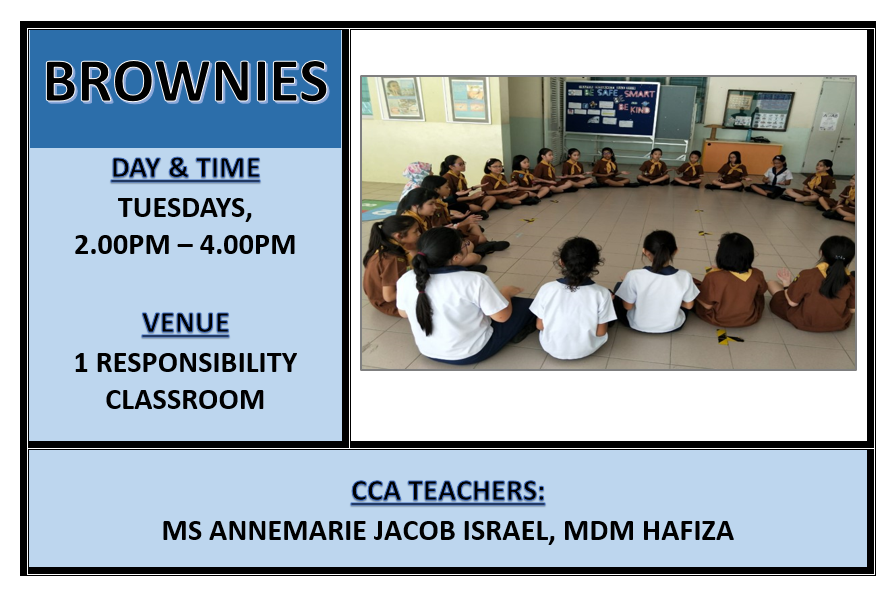 BROWNIES
DAY & TIME
TUESDAYS,
2.00PM – 4.00PM
VENUE
1 RESPONSIBILITY
CLASSROOM
BE SAFE
BE SMART
BE KIND
CCA TEACHERS:
MS ANNEMARIE JACOB ISRAEL, MDM HAFIZA